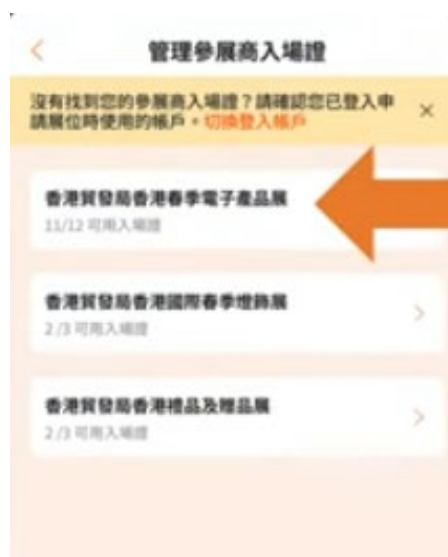 管理參展商入場證
沒有找到您的參展商入場證？請確認您已登入申
請展位時使用的帳戶。切換登入帳戶
香港貿發局香港春季電子產品展
11/12 可用入場證
香港貿發局香港國際春季燈飾展
2/3 可用入場證
香港貿發局香港禮品及贈品展
2/3 可用入場證